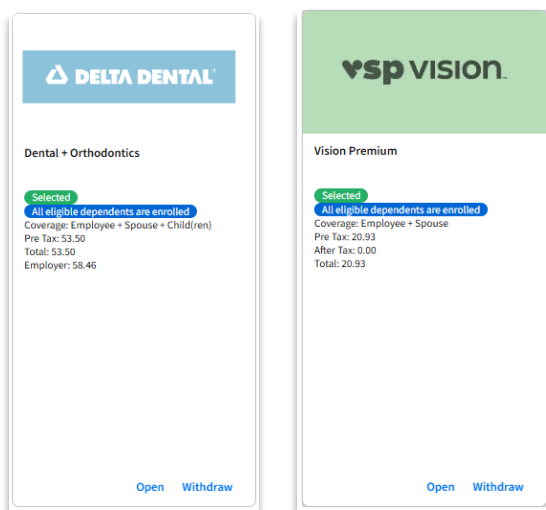 DELTA DENTAL
Dental + Orthodontics
Selected
All eligible dependents are enrolled
Coverage: Employee + Spouse + Child(ren)
Pre Tax: 53.50
Total: 53.50
Employer: 58.46
Open Withdraw
vsp vision
Vision Premium
Selected
All eligible dependents are enrolled
Coverage: Employee + Spouse
Pre Tax: 20.93
After Tax: 0.00
Total: 20.93
Open Withdraw